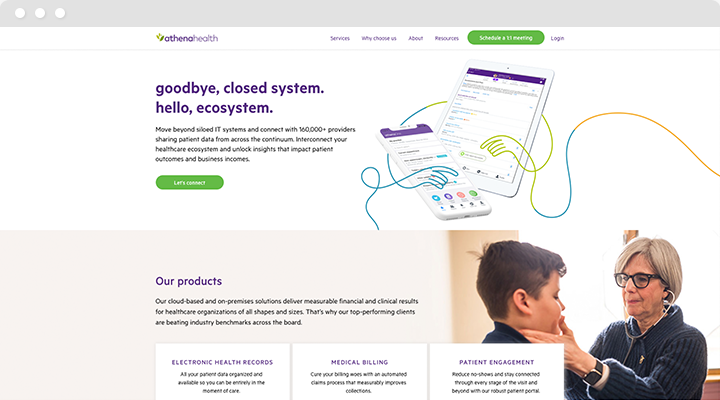 athenahealth
Services Why choose us About Resources Schedule a 1:1 meeting Login
goodbye, closed system.
hello, ecosystem.
Move beyond siloed IT systems and connect with 160,000+ providers
sharing patient data from across the continuum. Interconnect your
healthcare ecosystem and unlock insights that impact patient
outcomes and business incomes.
Let's connect
Our products
Our cloud-based and on-premises solutions deliver measurable financial and clinical results
for healthcare organizations of all shapes and sizes. That's why our top-performing clients
are beating industry benchmarks across the board.
ELECTRONIC HEALTH RECORDS
All your patient data organized and
available so you can be entirely in the
moment of care.
MEDICAL BILLING
Cure your billing woes with an automated
claims process that measurably improves
collections.
PATIENT ENGAGEMENT
Reduce no-shows and stay connected
through every stage of the visit and
beyond with our robust patient portal.